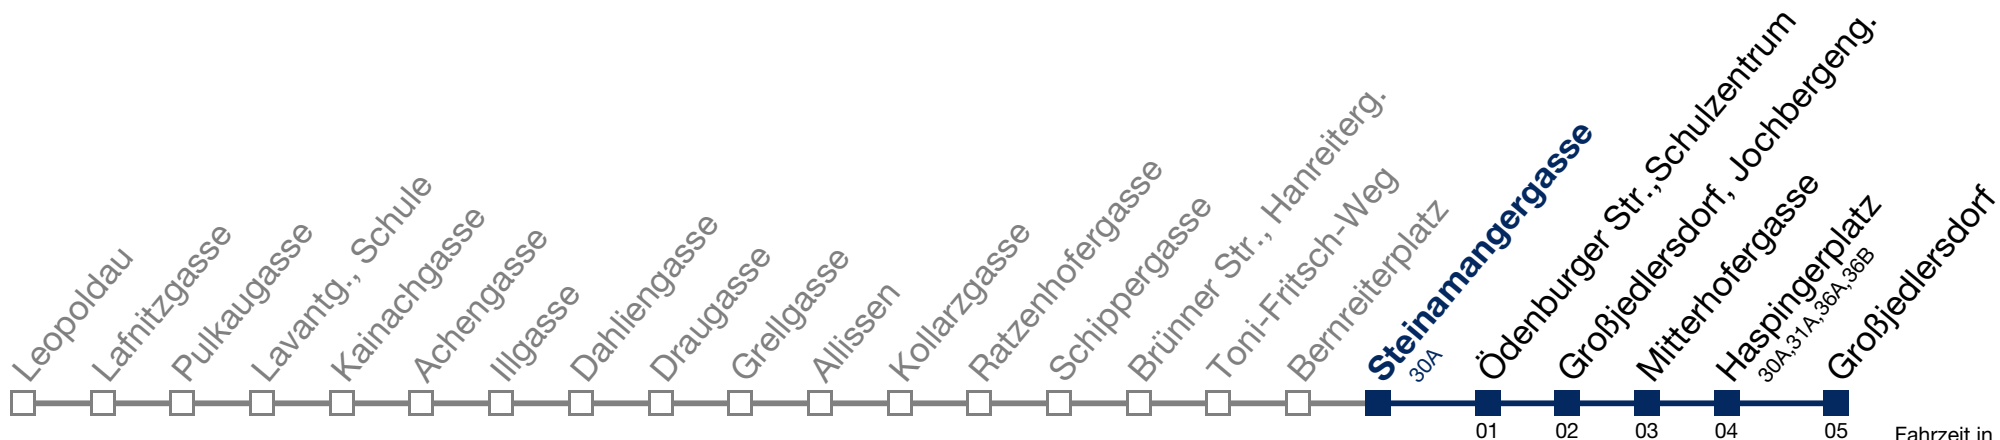 Leopoldau
Lafnitzgasse
Pulkaugasse
Lavantg., Schule
Kainachgasse
Achengasse
Illgasse
Dahliengasse
Draugasse
Grellgasse
Allissen
Kollarzgasse
Ratzenhofergasse
Schippergasse
Brünner Str., Hanreiterg.
Toni-Fritsch-Weg
Bernreiterplatz
Steinamangergasse
30A
Ödenburger Str.,Schulzentrum
Großjedlersdorf, Jochbergeng.
Mitterhofergasse
Haspingerplatz
30A,31A,36A,36B
Großjedlersdorf
01 02 03 04 05
Fahrzeit in